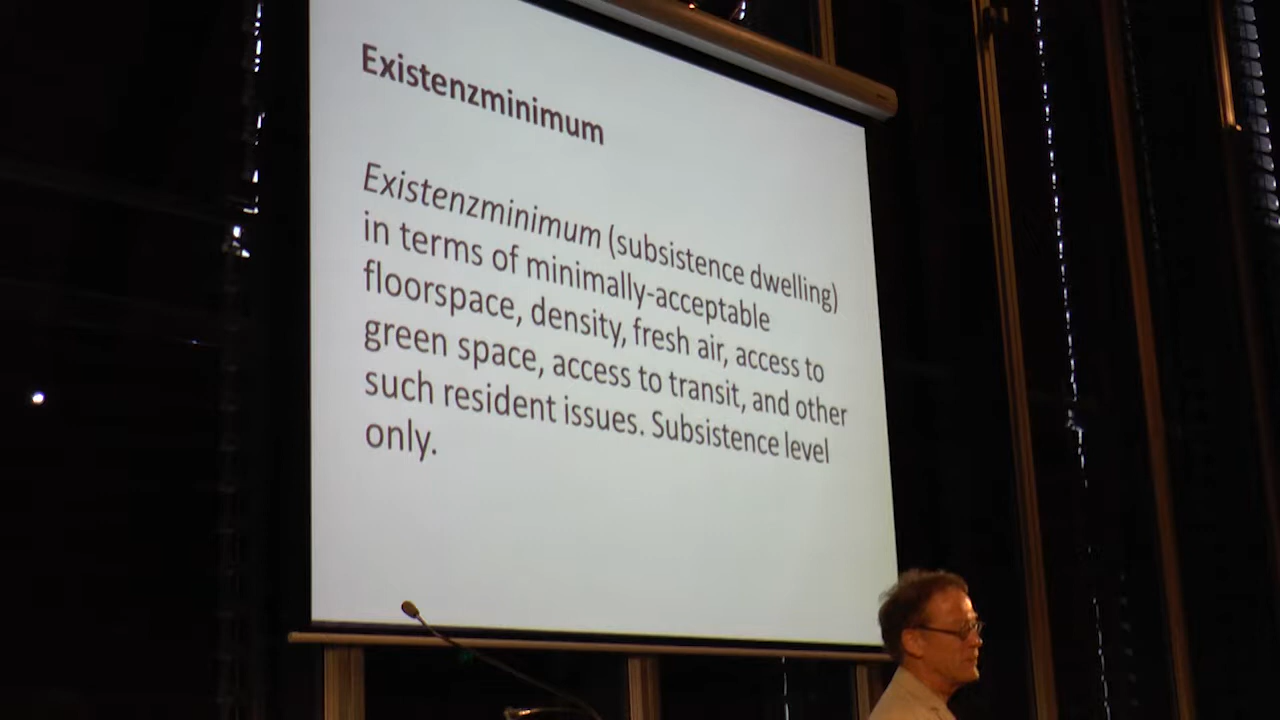 Existenzminimum
Existenzminimum (subsistence dwelling)
in terms of minimally-acceptable
floorspace, density, fresh air, access to
green space, access to transit, and other
such resident issues. Subsistence level
only.